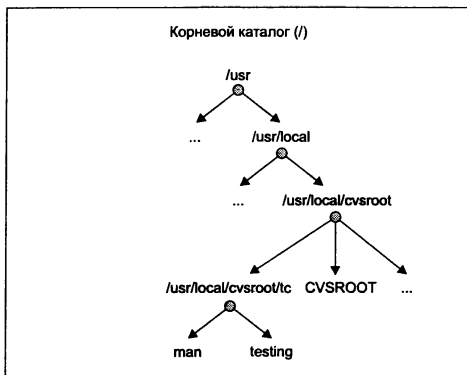 Корневой каталог (/)
/usr
... /usr/local
... /usr/local/cvsroot
/usr/local/cvsroot/tc CVSROOT ...
man testing